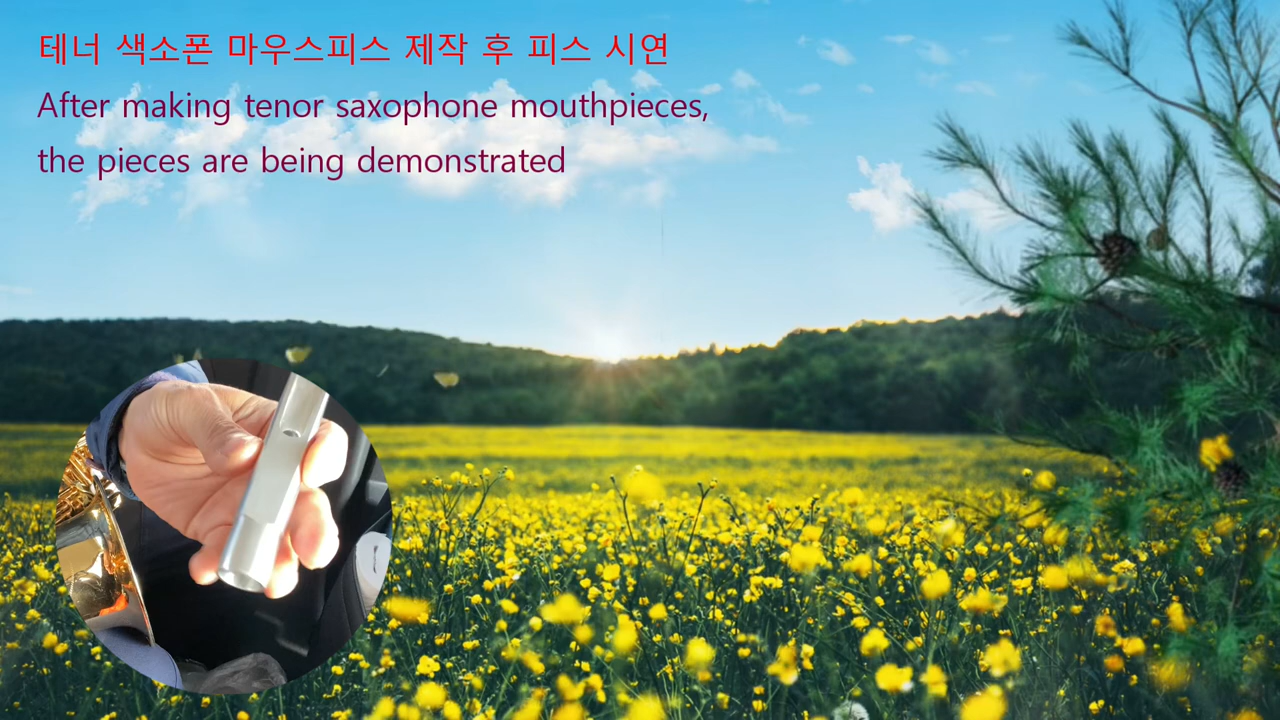 테너 색소폰 마우스피스 제작 후 피스 시연
After making tenor saxophone mouthpieces,
the pieces are being demonstrated